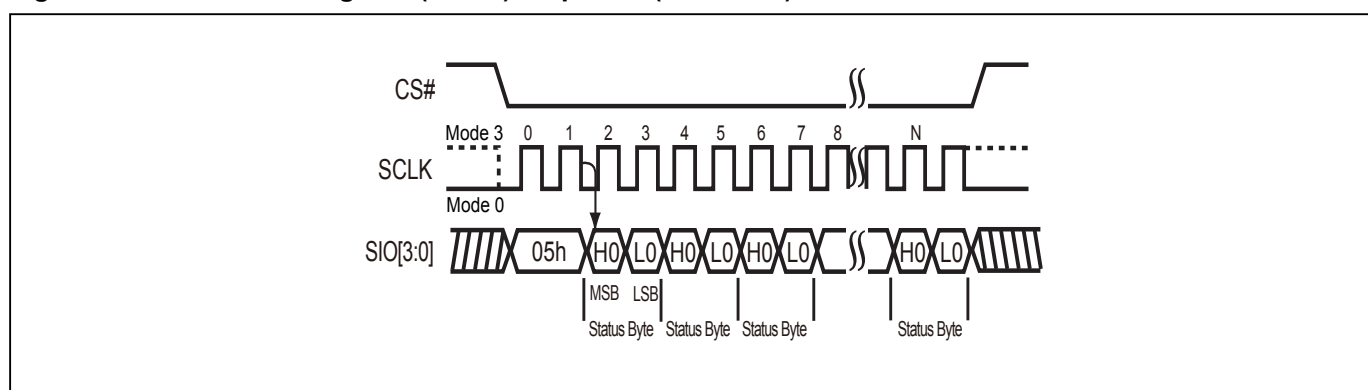 CS#
Mode 3 0 1 2 3 4 5 6 7 8 N
SCLK
Mode 0
SIO[3:0] 05h H0 L0 H0 L0 H0 L0 H0 L0
MSB LSB
Status Byte Status Byte Status Byte Status Byte